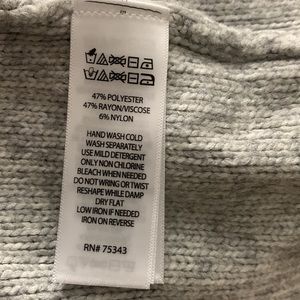 47% POLYESTER
47% RAYON/VISCOSE
6% NYLON
HAND WASH COLD
WASH SEPARATELY
USE MILD DETERGENT
ONLY NON CHLORINE
BLEACH WHEN NEEDED
DO NOT WRING OR TWIST
RESHAPE WHILE DAMP
DRY FLAT
LOW IRON IF NEEDED
IRON ON REVERSE
RN# 75343